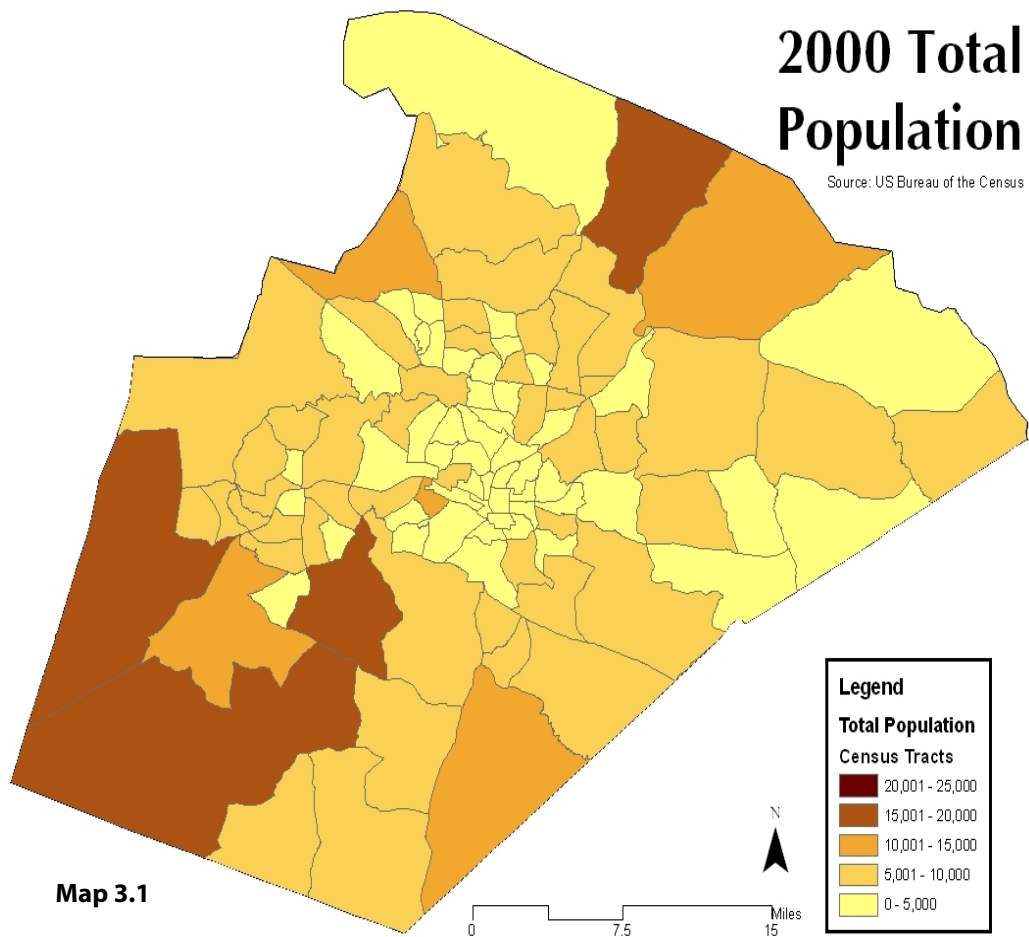 2000 Total
Population
Source: US Bureau of the Census
Legend
Total Population
Census Tracts
20,001 - 25,000
15,001 - 20,000
10,001 - 15,000
5,001 - 10,000
0 - 5,000
N
Map 3.1
Miles
0 7.5 15